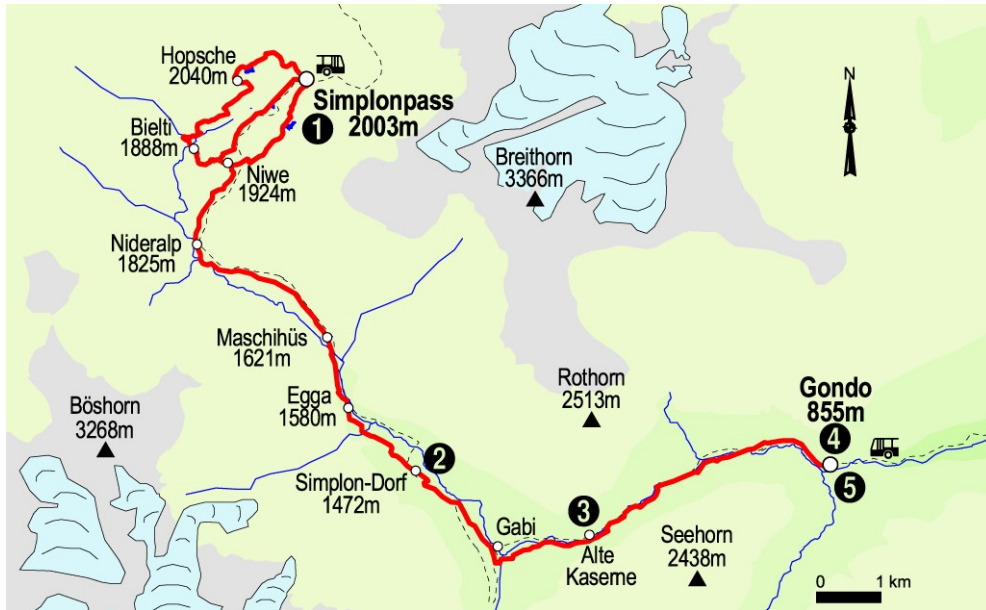 Hopsche
2040m
Simplonpass
2003m
1
Bielti
1888m
Niwe
1924m
N
Breithorn
3366m
Nideralp
1825m
Maschihüs
1621m
Egga
1580m
Böshorn
3268m
Rothorn
2513m
Gondo
855m
4
5
2
Simplon-Dorf
1472m
3
Gabi
Alte
Kaserne
Seehorn
2438m
0 1 km